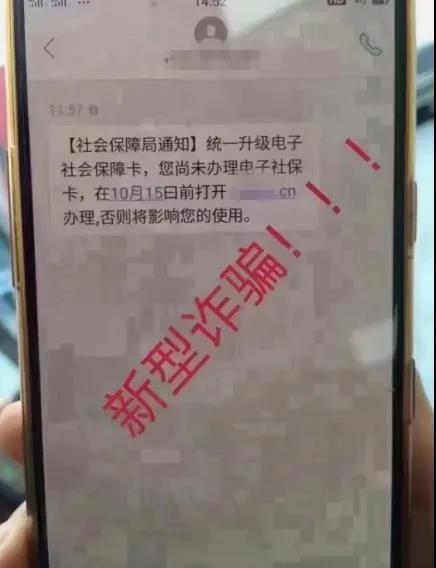 14:52
HD 4G
11:57
【社会保障局通知】统一升级电子
社会保障卡，您尚未办理电子社保
卡，在10月15日前打开
.cn
办理,否则将影响您的使用。
新型诈骗！！！